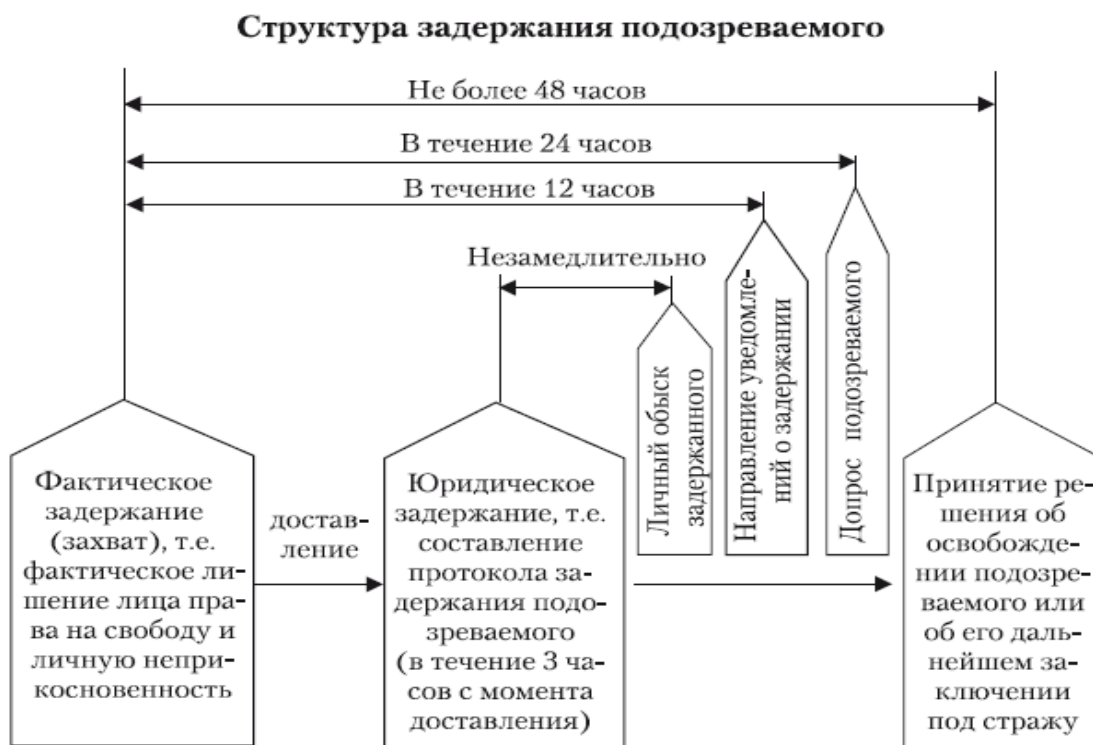 Структура задержания подозреваемого
Не более 48 часов
В течение 24 часов
В течение 12 часов
Незамедлительно
Фактическое
задержание
(захват), т.е.
фактическое ли-
шение лица пра-
ва на свободу и
личную непри-
косновенность
достав-
ление
Юридическое
задержание, т.е.
составление
протокола за-
держания подо-
зреваемого
(в течение 3 ча-
сов с момента
доставления)
Личный обыск
задержанного
Направление уведомле-
ний о задержании
Допрос подозреваемого
Принятие ре-
шения об
освобожде-
нии подозре-
ваемого или
об его даль-
нейшем за-
ключении
под стражу